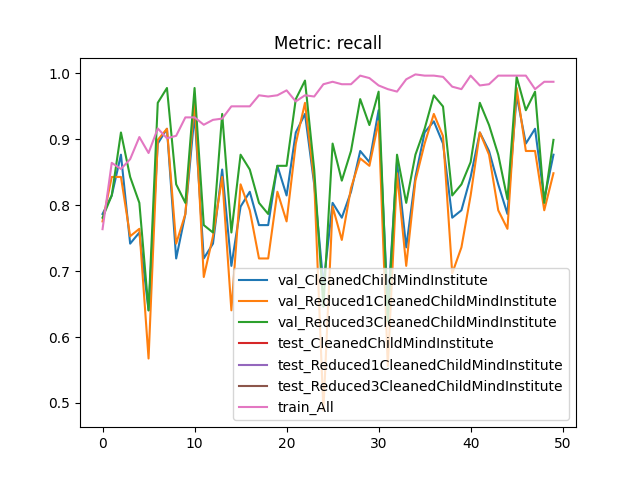 Metric: recall
1.0
0.9
0.8
0.7
0.6
0.5
0
10
20
30
40
50
val_CleanedChildMindInstitute
val_Reduced1CleanedChildMindInstitute
val_Reduced3CleanedChildMindInstitute
test_CleanedChildMindInstitute
test_Reduced1CleanedChildMindInstitute
test_Reduced3CleanedChildMindInstitute
train_All